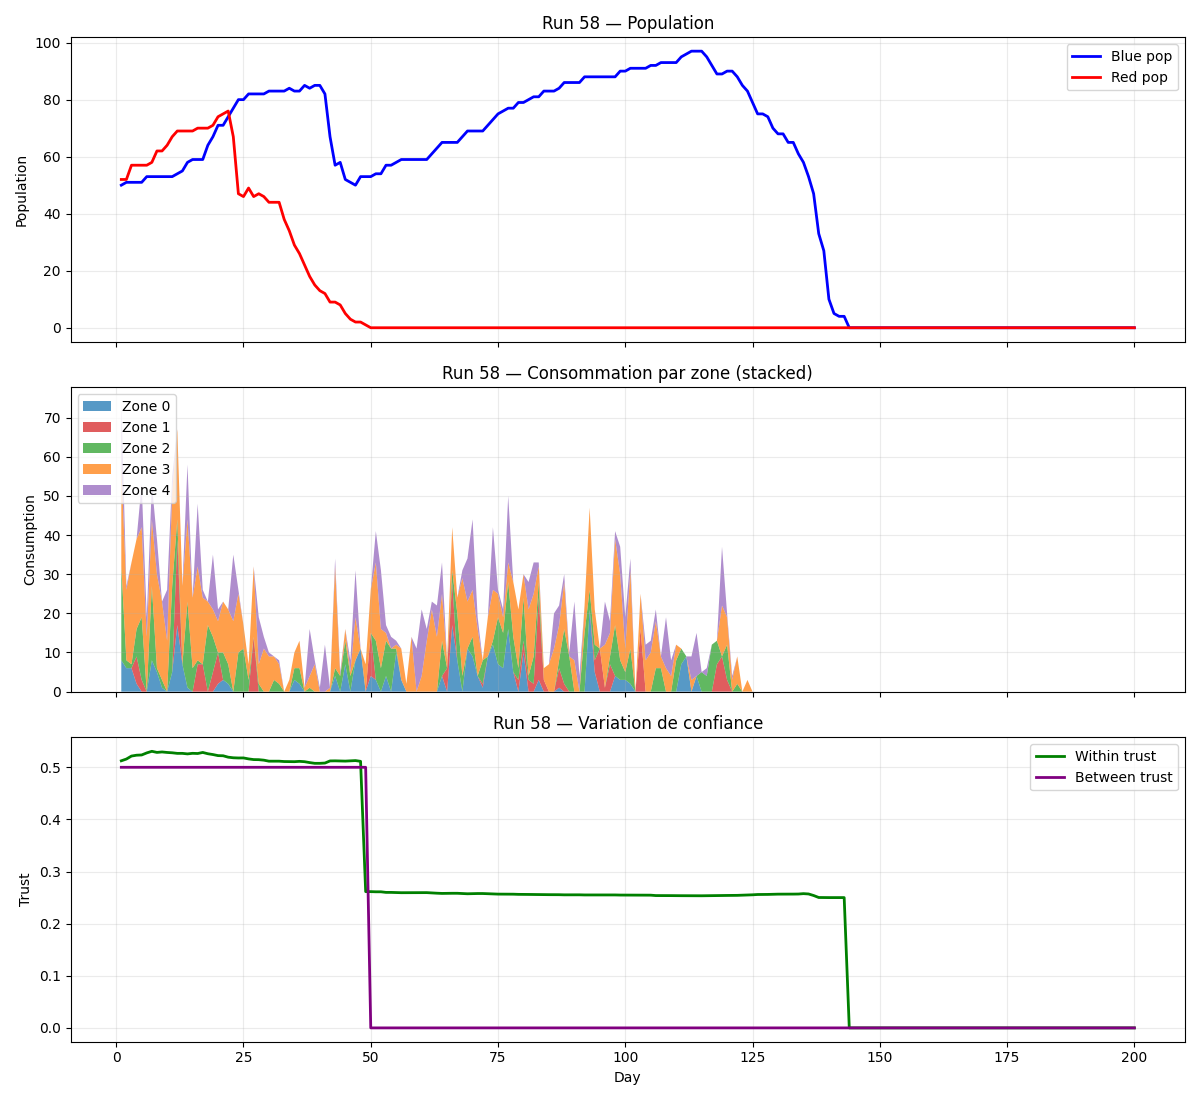 Run 58 — Population
100
80
60
40
20
0
Population
Blue pop
Red pop
Run 58 — Consommation par zone (stacked)
70
60
50
40
30
20
10
0
Consumption
Zone 0
Zone 1
Zone 2
Zone 3
Zone 4
Run 58 — Variation de confiance
0.5
0.4
0.3
0.2
0.1
0.0
Trust
Within trust
Between trust
0 25 50 75 100 125 150 175 200
Day